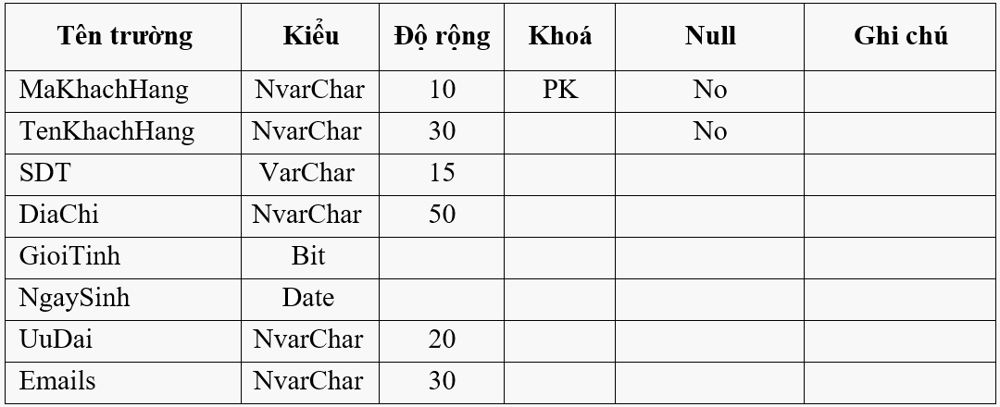 Tên trường Kiểu Độ rộng Khoá Null Ghi chú
MaKhachHang NvarChar 10 PK No
TenKhachHang NvarChar 30 No
SDT VarChar 15
DiaChi NvarChar 50
GioiTinh Bit
NgaySinh Date
UuDai NvarChar 20
Emails NvarChar 30